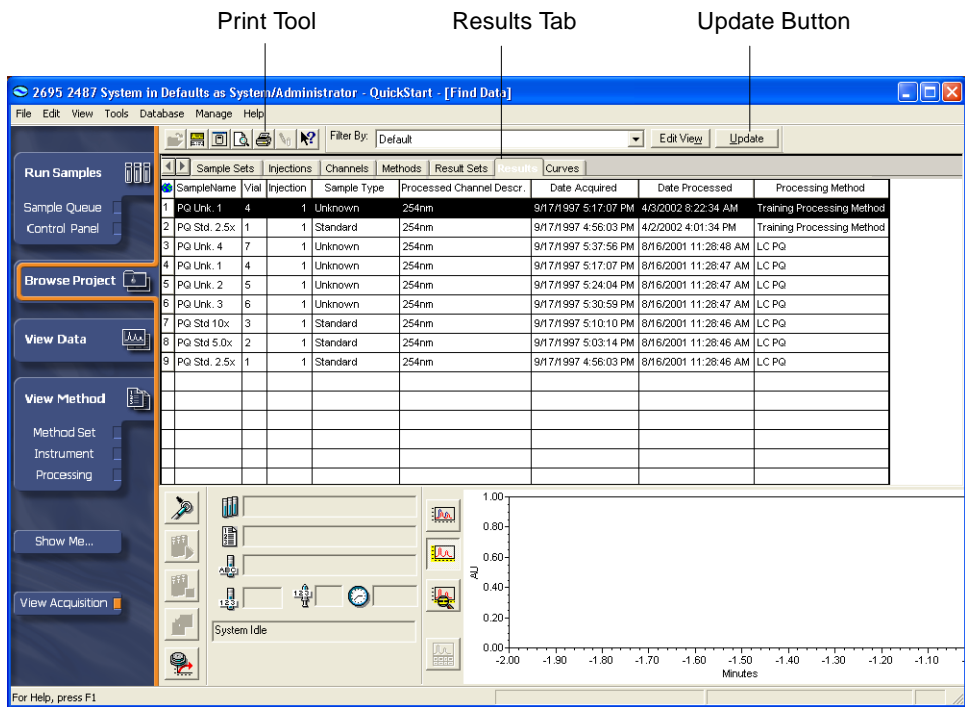 Print Tool Results Tab Update Button
2695 2487 System in Defaults as System/Administrator - QuickStart - [Find Data]
File Edit View Tools Database Manage Help
Filter By: Default Edit View Update
Sample Sets Injections Channels Methods Result Sets Results Curves
SampleName Vial Injection Sample Type Processed Channel Descr. Date Acquired Date Processed Processing Method
1 PQ Unk. 1 4 1 Unknown 254nm 9/17/1997 5:17:07 PM 4/3/2002 8:22:34 AM Training Processing Method
2 PQ Std. 2.5x 1 1 Standard 254nm 9/17/1997 4:56:03 PM 4/2/2002 4:01:34 PM Training Processing Method
3 PQ Unk. 4 7 1 Unknown 254nm 9/17/1997 5:37:56 PM 8/16/2001 11:28:48 AM LC PQ
4 PQ Unk. 1 4 1 Unknown 254nm 9/17/1997 5:17:07 PM 8/16/2001 11:28:47 AM LC PQ
5 PQ Unk. 2 5 1 Unknown 254nm 9/17/1997 5:24:04 PM 8/16/2001 11:28:47 AM LC PQ
6 PQ Unk. 3 6 1 Unknown 254nm 9/17/1997 5:30:59 PM 8/16/2001 11:28:47 AM LC PQ
7 PQ Std 10x 3 1 Standard 254nm 9/17/1997 5:10:10 PM 8/16/2001 11:28:46 AM LC PQ
8 PQ Std 5.0x 2 1 Standard 254nm 9/17/1997 5:03:14 PM 8/16/2001 11:28:46 AM LC PQ
9 PQ Std. 2.5x 1 1 Standard 254nm 9/17/1997 4:56:03 PM 8/16/2001 11:28:46 AM LC PQ
Run Samples
Sample Queue
Control Panel
Browse Project
View Data
View Method
Method Set
Instrument
Processing
Show Me...
View Acquisition
ABC
123
123
System Idle
AU
1.00
0.80
0.60
0.40
0.20
0.00
-2.00 -1.90 -1.80 -1.70 -1.60 -1.50 -1.40 -1.30 -1.20 -1.10
Minutes
For Help, press F1